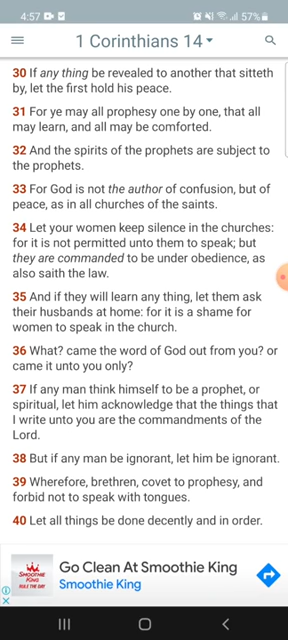 4:57
57%
1 Corinthians 14
30 If any thing be revealed to another that sitteth
by, let the first hold his peace.
31 For ye may all prophesy one by one, that all
may learn, and all may be comforted.
32 And the spirits of the prophets are subject to
the prophets.
33 For God is not the author of confusion, but of
peace, as in all churches of the saints.
34 Let your women keep silence in the churches:
for it is not permitted unto them to speak; but
they are commanded to be under obedience, as
also saith the law.
35 And if they will learn any thing, let them ask
their husbands at home: for it is a shame for
women to speak in the church.
36 What? came the word of God out from you? or
came it unto you only?
37 If any man think himself to be a prophet, or
spiritual, let him acknowledge that the things that
I write unto you are the commandments of the
Lord.
38 But if any man be ignorant, let him be ignorant.
39 Wherefore, brethren, covet to prophesy, and
forbid not to speak with tongues.
40 Let all things be done decently and in order.
SMOOTHIE
KING
RULE THE DAY
Go Clean At Smoothie King
Smoothie King